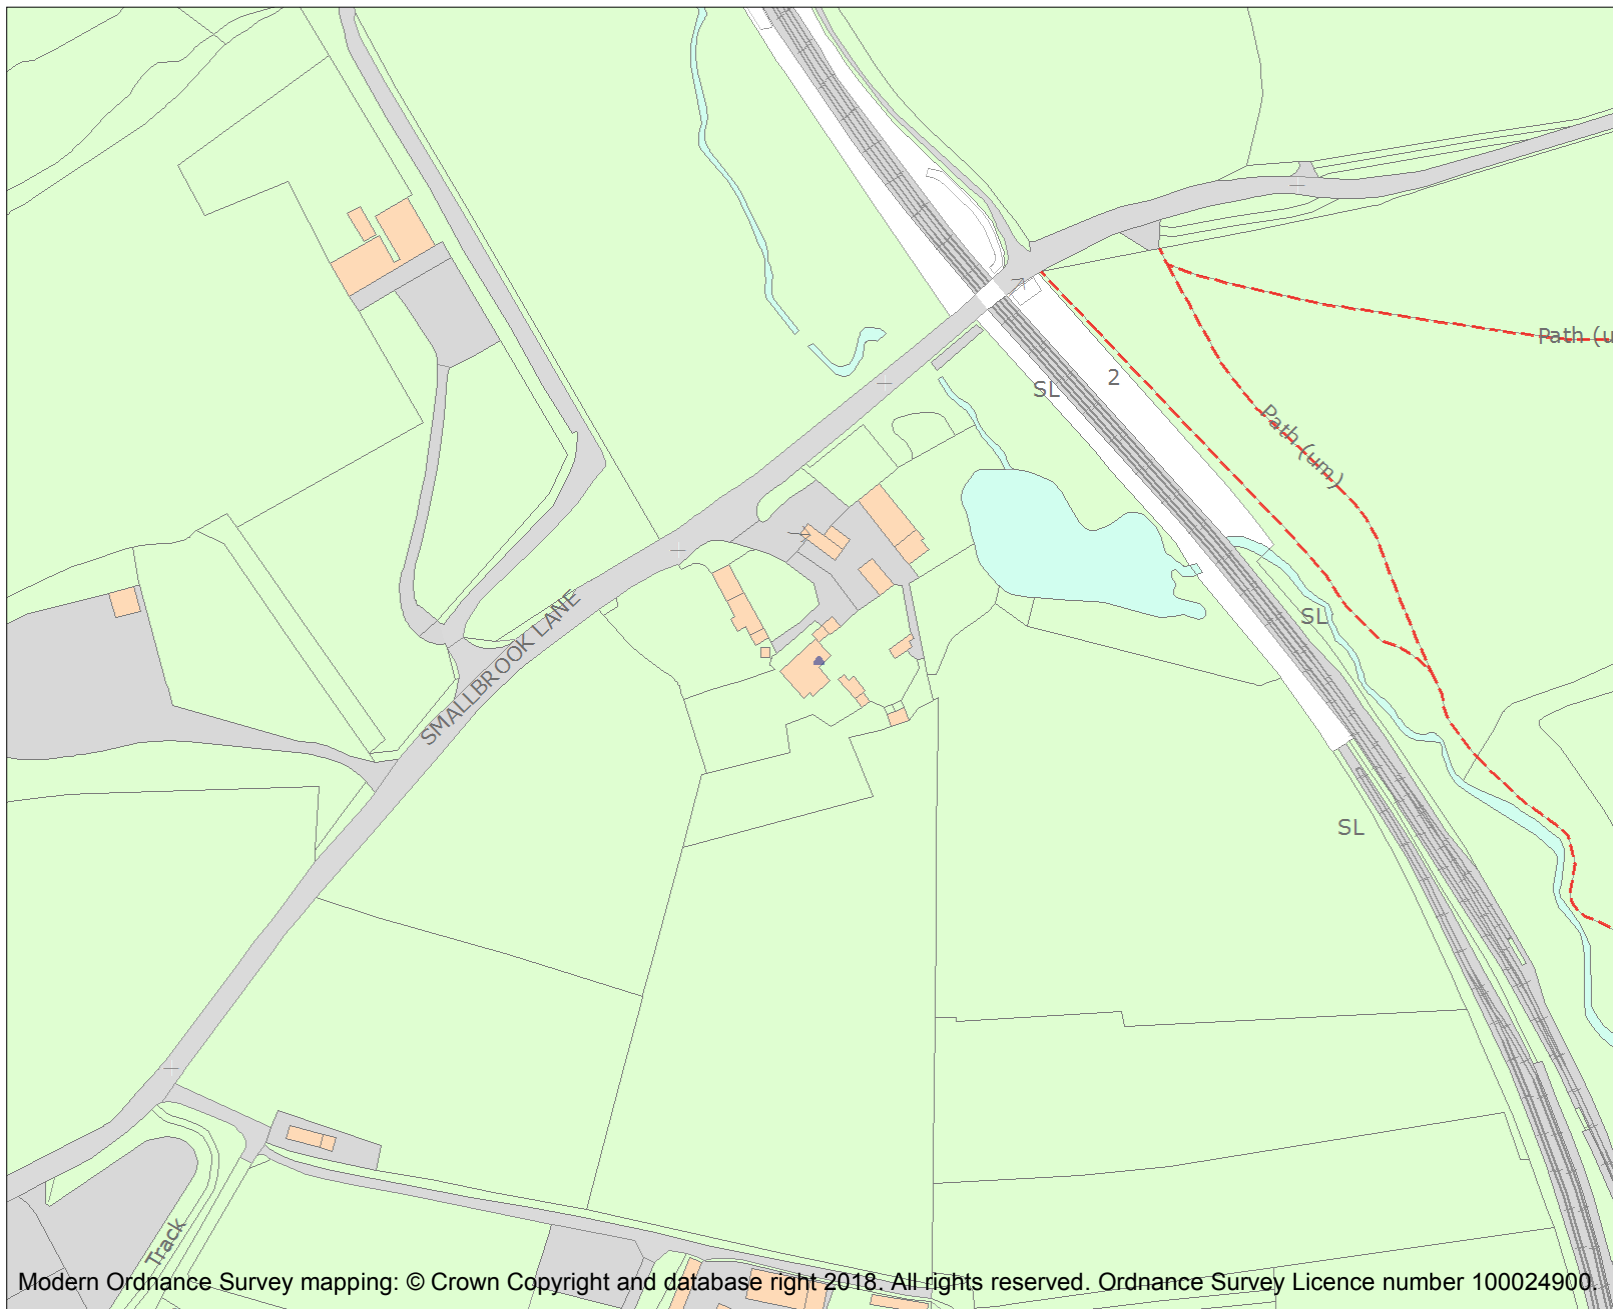 Path (u
2
SL
Path (um)
SL
SMALLBROOK LANE
SL
Track
Modern Ordnance Survey mapping: © Crown Copyright and database right 2018. All rights reserved. Ordnance Survey Licence number 100024900.